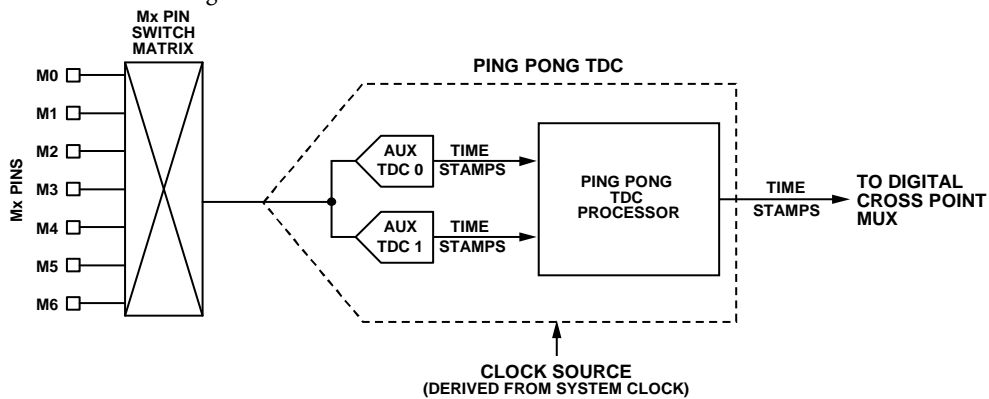 Mx PIN
SWITCH
MATRIX
M0
M1
M2
M3
M4
M5
M6
Mx PINS
PING PONG TDC
AUX
TDC 0
TIME
STAMPS
AUX
TDC 1
TIME
STAMPS
PING PONG
TDC
PROCESSOR
TIME
STAMPS
TO DIGITAL
CROSS POINT
MUX
CLOCK SOURCE
(DERIVED FROM SYSTEM CLOCK)